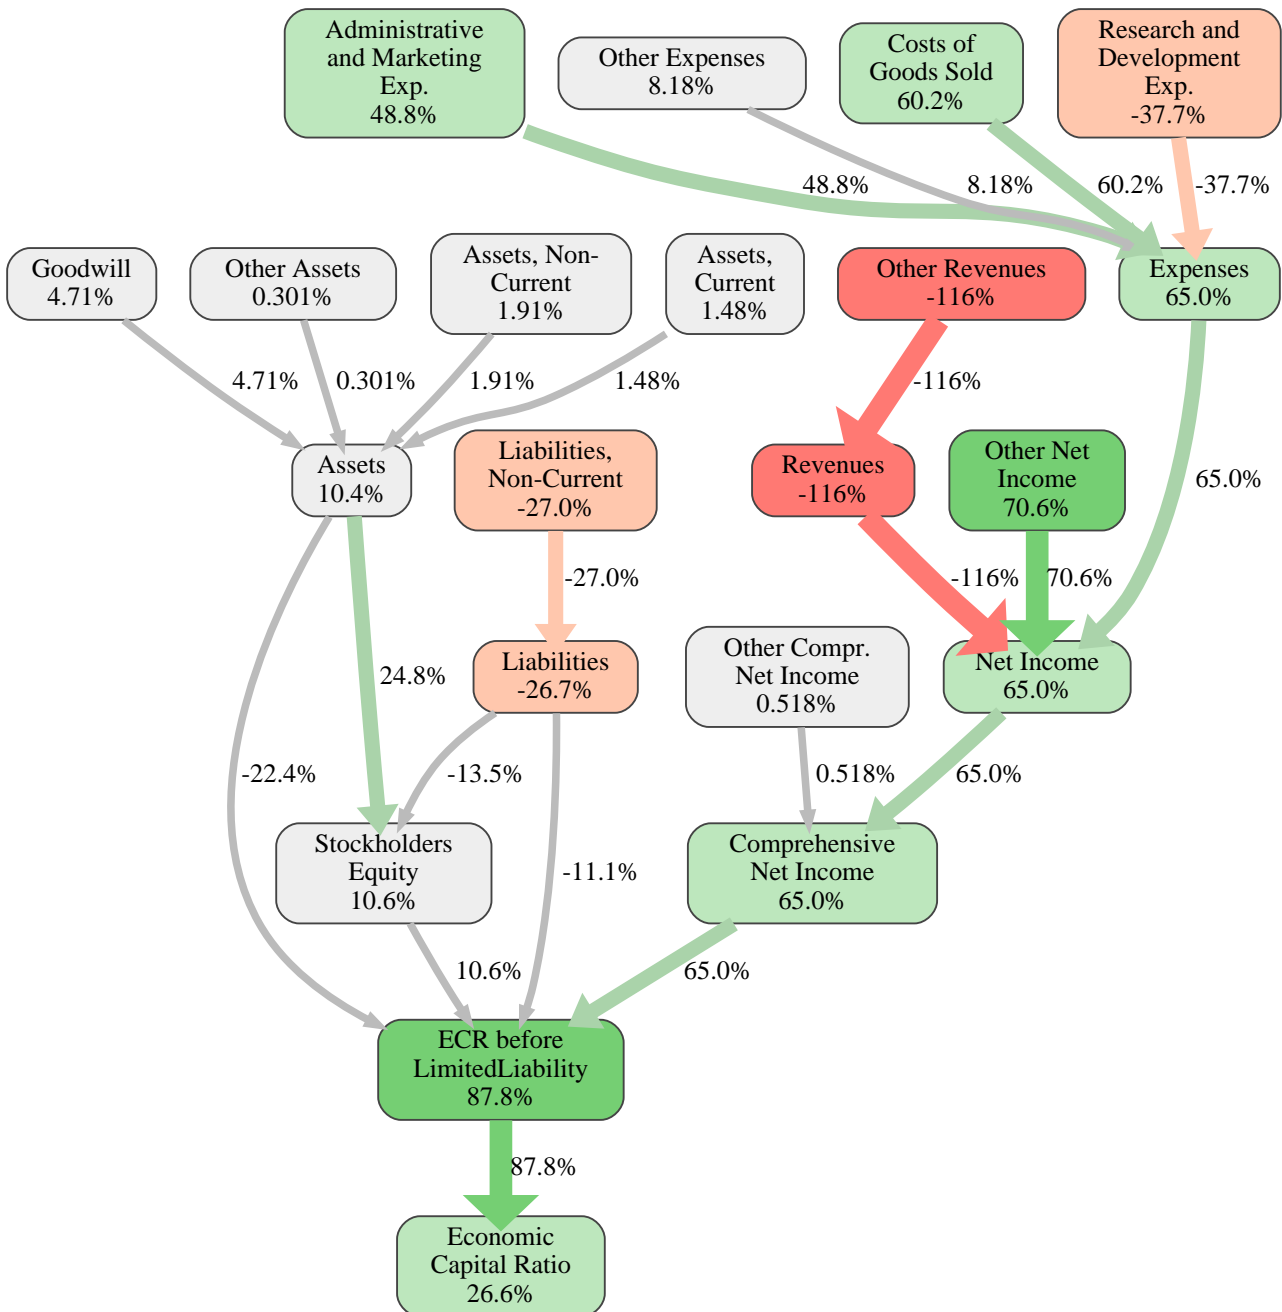 Administrative
and Marketing
Exp.
48.8%
Other Expenses
8.18%
Costs of
Goods Sold
60.2%
Research and
Development
Exp.
-37.7%
48.8%
8.18%
60.2%
-37.7%
Goodwill
4.71%
Other Assets
0.301%
Assets, Non-
Current
1.91%
Assets,
Current
1.48%
Other Revenues
-116%
Expenses
65.0%
4.71%
0.301%
1.91%
1.48%
-116%
Assets
10.4%
Liabilities,
Non-Current
-27.0%
Revenues
-116%
Other Net
Income
70.6%
65.0%
-27.0%
-116%
70.6%
Liabilities
-26.7%
Other Compr.
Net Income
0.518%
Net Income
65.0%
24.8%
-22.4%
-13.5%
0.518%
65.0%
Stockholders
Equity
10.6%
-11.1%
Comprehensive
Net Income
65.0%
10.6%
65.0%
ECR before
LimitedLiability
87.8%
87.8%
Economic
Capital Ratio
26.6%